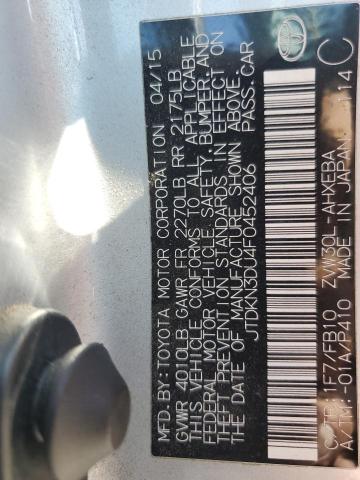 MFD. BY: TOYOTA MOTOR CORPORATION 04/15
GVWR 4010LB GAWR FR 2270LB RR 2175LB
THIS VEHICLE CONFORMS TO ALL APPLICABLE
FEDERAL MOTOR VEHICLE SAFETY, BUMPER, AND
THEFT PREVENTION STANDARDS IN EFFECT ON
THE DATE OF MANUFACTURE SHOWN ABOVE.
JTDKN3DU4F0452406 PASS. CAR
C/TR: 1F7/FB10 ZVW30L-AHXEBA
A/TM: -01A/P410 MADE IN JAPAN 114 C